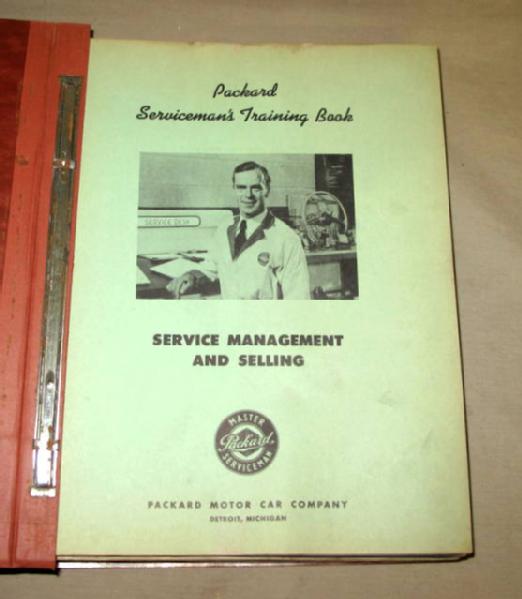 Packard
Serviceman's Training Book
SERVICE DESK
SERVICE MANAGEMENT
AND SELLING
MASTER
Packard
SERVICEMAN
PACKARD MOTOR CAR COMPANY
DETROIT, MICHIGAN